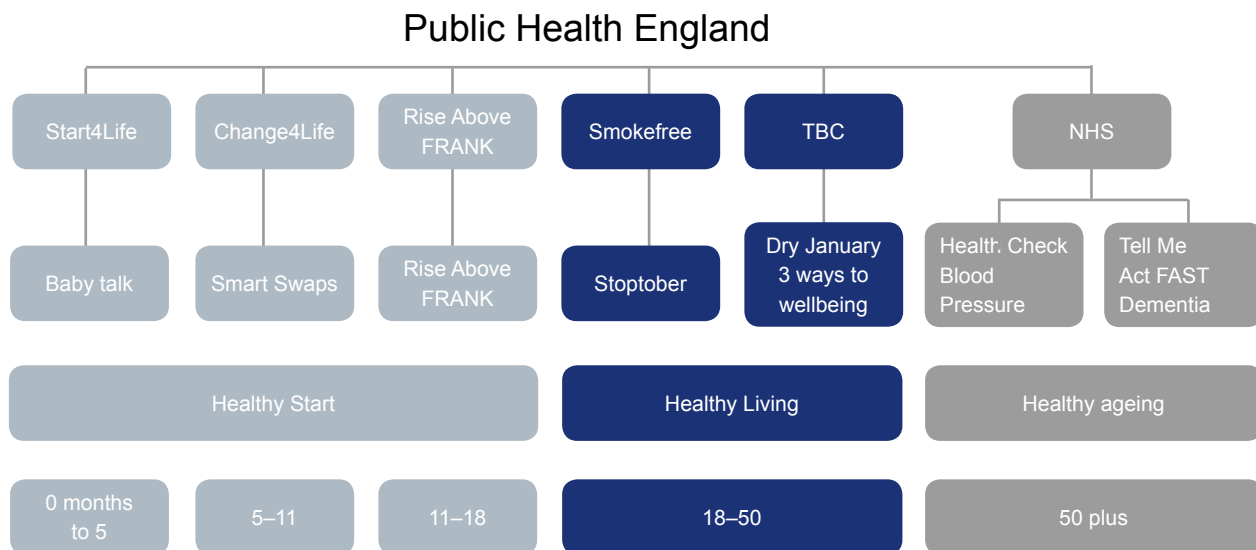 Public Health England
Start4Life
Change4Life
Rise Above
FRANK
Smokefree
TBC
NHS
Baby talk
Smart Swaps
Rise Above
FRANK
Stoptober
Dry January
3 ways to
wellbeing
Health Check
Blood
Pressure
Tell Me
Act FAST
Dementia
Healthy Start
Healthy Living
Healthy ageing
0 months
to 5
5–11
11–18
18–50
50 plus